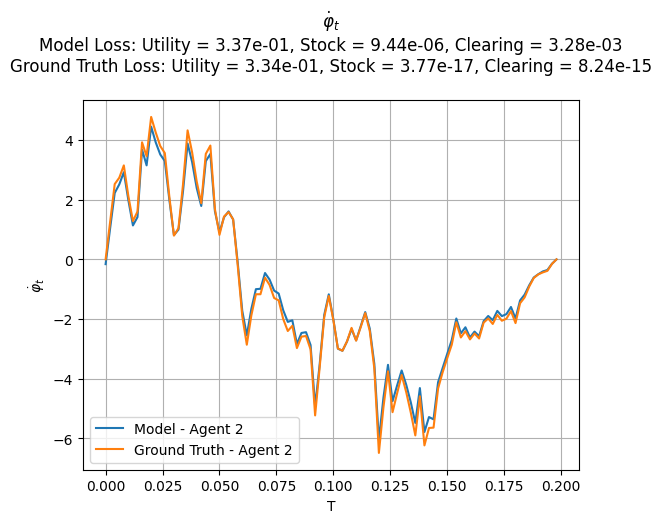 φ̇ₜ
Model Loss: Utility = 3.37e-01, Stock = 9.44e-06, Clearing = 3.28e-03
Ground Truth Loss: Utility = 3.34e-01, Stock = 3.77e-17, Clearing = 8.24e-15
4
2
0
−2
−4
−6
φ̇ₜ
Model - Agent 2
Ground Truth - Agent 2
0.000 0.025 0.050 0.075 0.100 0.125 0.150 0.175 0.200
T